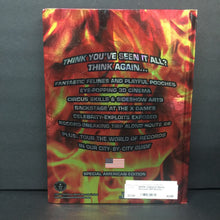 THINK YOU'VE SEEN IT ALL?
THINK AGAIN...
FANTASTIC FELINES AND PLAYFUL POOCHES
EYE-POPPING 3D CINEMA
CIRCUS SKILLS & SIDESHOW ARTS
BACKSTAGE AT THE X GAMES
CELEBRITY EXPLOITS EXPOSED
RECORD-BREAKING TRIP ALONG ROUTE 66
PLUS...TOUR THE WORLD OF RECORDS
IN OUR CITY-BY-CITY GUIDE
SPECIAL AMERICAN EDITION